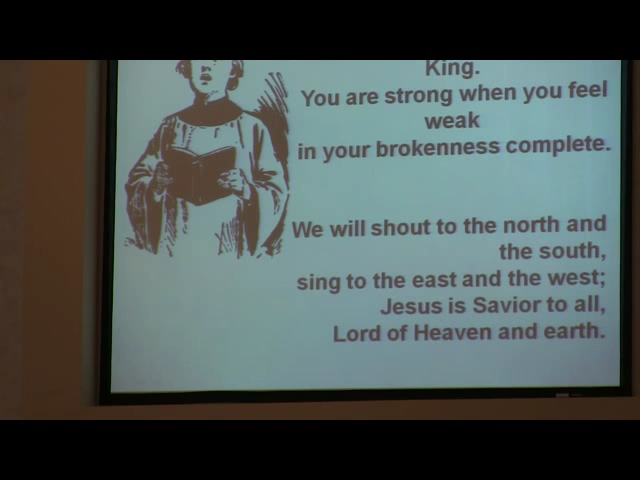 King.
You are strong when you feel
weak
in your brokenness complete.
We will shout to the north and
the south,
sing to the east and the west;
Jesus is Savior to all,
Lord of Heaven and earth.